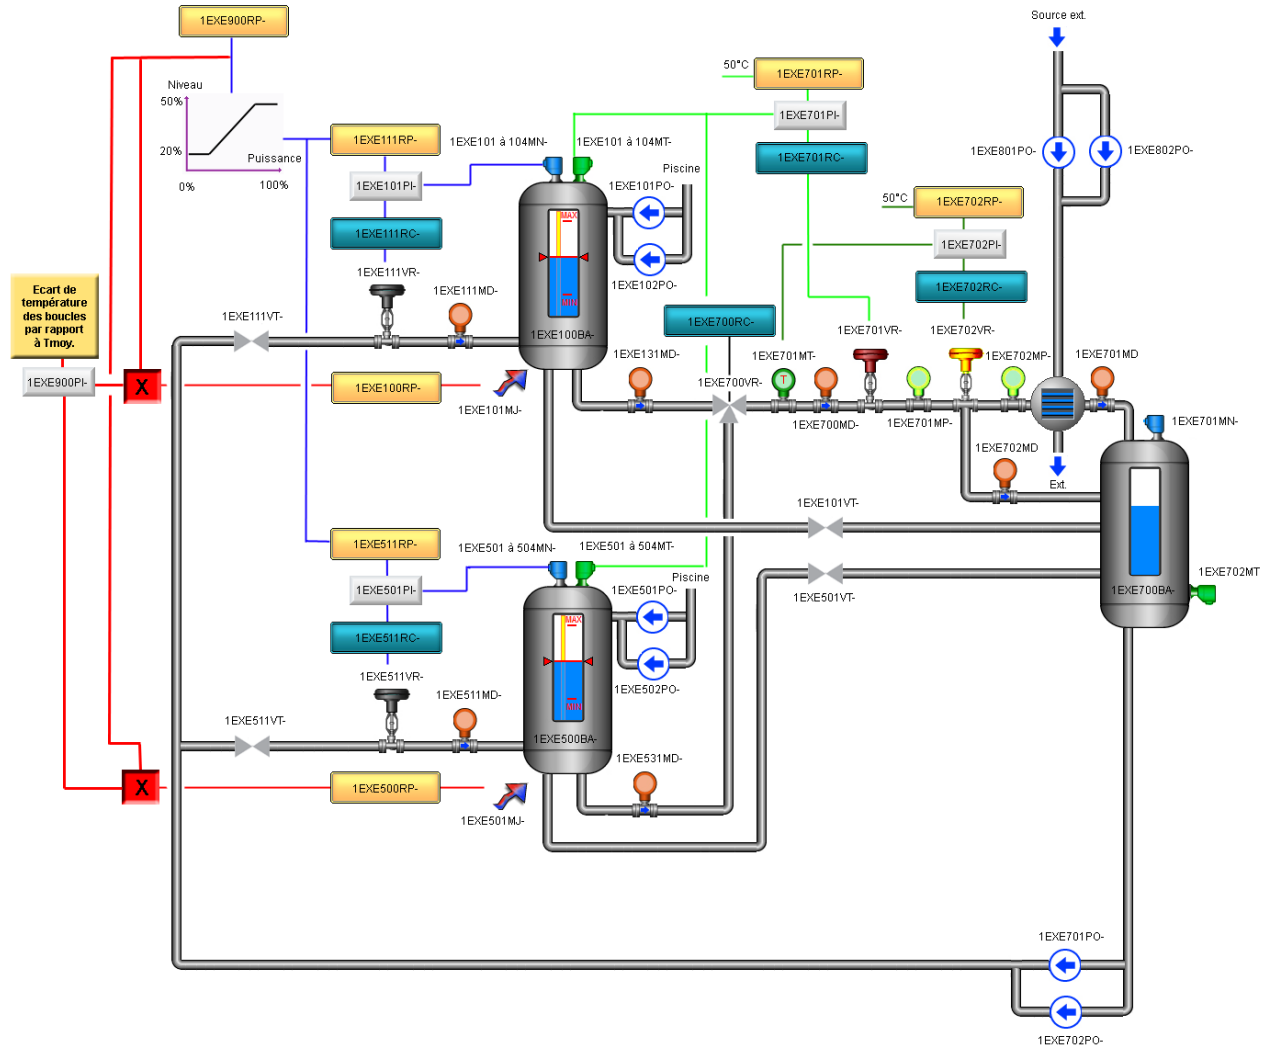 1EXE900RP-
Source ext.
Niveau
50%
20%
Puissance
0%
100%
1EXE111RP-
1EXE101 à 104MN-
1EXE101 à 104MT-
50°C
1EXE701RP-
1EXE701PI-
1EXE701RC-
1EXE801PO-
1EXE802PO-
1EXE101PI-
Piscine
1EXE101PO-
1EXE102PO-
50°C
1EXE702RP-
1EXE702PI-
1EXE702RC-
1EXE111RC-
1EXE111VR-
MAX
MIN
1EXE100BA-
Ecart de
température
des boucles
par rapport
à Tmoy.
1EXE900PI-
1EXE111VT-
1EXE111MD-
1EXE700RC-
1EXE701VR-
1EXE702VR-
1EXE131MD-
1EXE701MT-
1EXE702MP-
1EXE701MD
X
1EXE100RP-
1EXE101MJ-
1EXE700VR-
T
1EXE700MD-
1EXE701MP-
1EXE701MN-
1EXE702MD
Ext.
1EXE101VT-
1EXE511RP-
1EXE501 à 504MN-
1EXE501 à 504MT-
1EXE501PI-
Piscine
1EXE501PO-
1EXE502PO-
1EXE501VT-
1EXE700BA-
1EXE702MT
1EXE511RC-
1EXE511VR-
MAX
MIN
1EXE500BA-
1EXE511VT-
1EXE511MD-
1EXE531MD-
X
1EXE500RP-
1EXE501MJ-
1EXE701PO-
1EXE702PO-